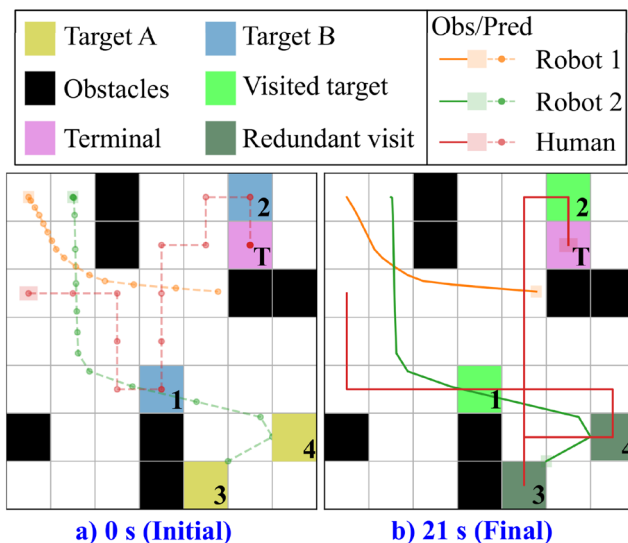 Target A
Target B
Obs/Pred
Obstacles
Visited target
Robot 1
Terminal
Redundant visit
Robot 2
Human
2
T
1
4
3
2
T
1
4
3
a) 0 s (Initial)
b) 21 s (Final)